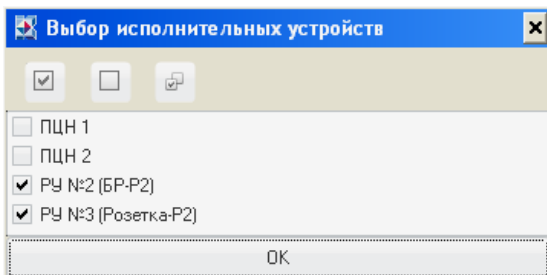 Выбор исполнительных устройств
ПЦН 1
ПЦН 2
РУ №2 (БР-Р2)
РУ №3 (Розетка-Р2)
OK